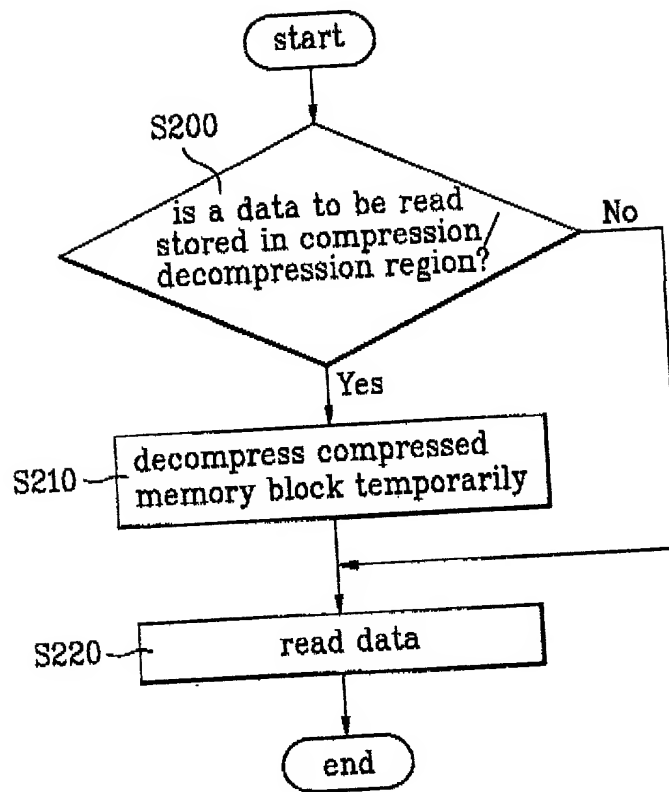 start
S200
is a data to be read
stored in compression/
decompression region?
No
Yes
S210
decompress compressed
memory block temporarily
S220
read data
end